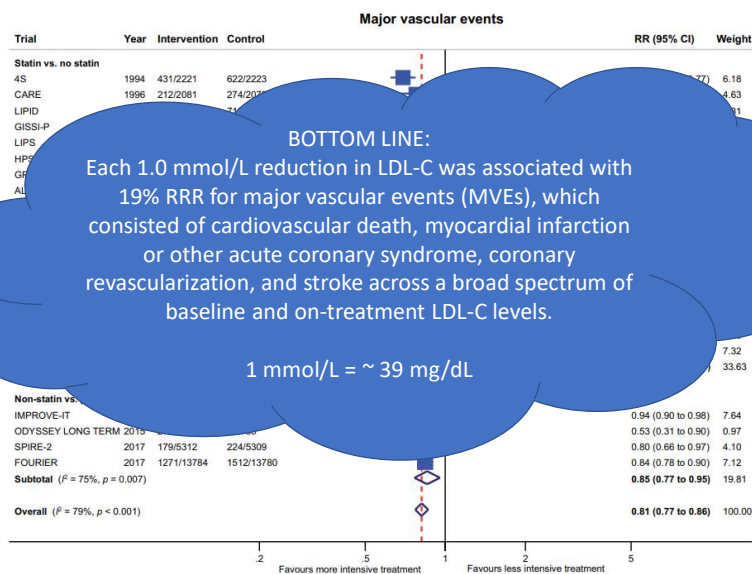 Major vascular events
Trial Year Intervention Control RR (95% CI) Weight
Statin vs. no statin
4S 1994 431/2221 622/2223 6.18
CARE 1996 212/2081 4.63
LIPID
GISSI-P
LIPS
BOTTOM LINE:
Each 1.0 mmol/L reduction in LDL-C was associated with
19% RRR for major vascular events (MVEs), which
consisted of cardiovascular death, myocardial infarction
or other acute coronary syndrome, coronary
revascularization, and stroke across a broad spectrum of
baseline and on-treatment LDL-C levels.
1 mmol/L = ~ 39 mg/dL
7.32
33.63
Non-statin vs.
IMPROVE-IT 0.94 (0.90 to 0.98) 7.64
ODYSSEY LONG TERM 2015 0.53 (0.31 to 0.90) 0.97
SPIRE-2 2017 179/5312 224/5309 0.80 (0.66 to 0.97) 4.10
FOURIER 2017 1271/13784 1512/13780 0.84 (0.78 to 0.90) 7.12
Subtotal (I² = 75%, p = 0.007) 0.85 (0.77 to 0.95) 19.81
Overall (I² = 79%, p < 0.001) 0.81 (0.77 to 0.86) 100.00
.2 .5 1 2 5
Favours more intensive treatment Favours less intensive treatment